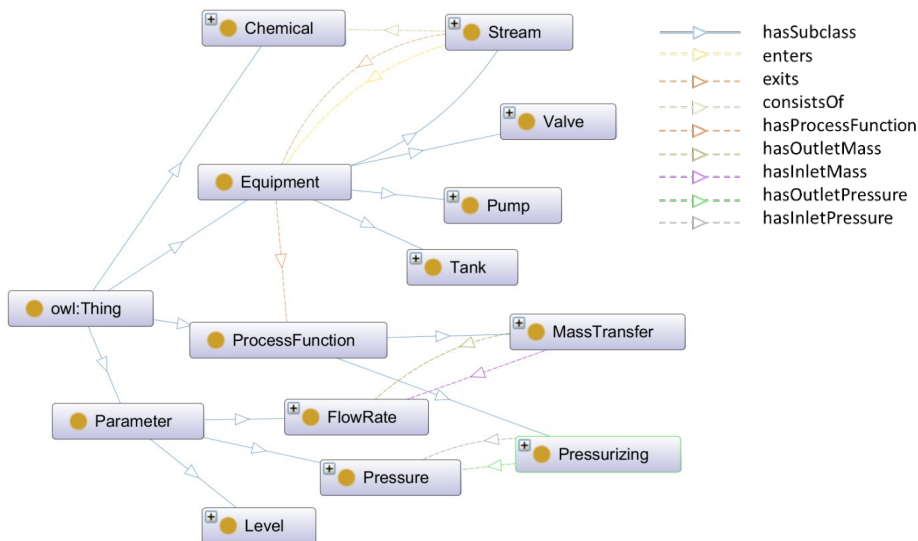 Chemical
Stream
Valve
Equipment
Pump
Tank
owl:Thing
ProcessFunction
MassTransfer
Parameter
FlowRate
Pressurizing
Pressure
Level
hasSubclass
enters
exits
consistsOf
hasProcessFunction
hasOutletMass
hasInletMass
hasOutletPressure
hasInletPressure